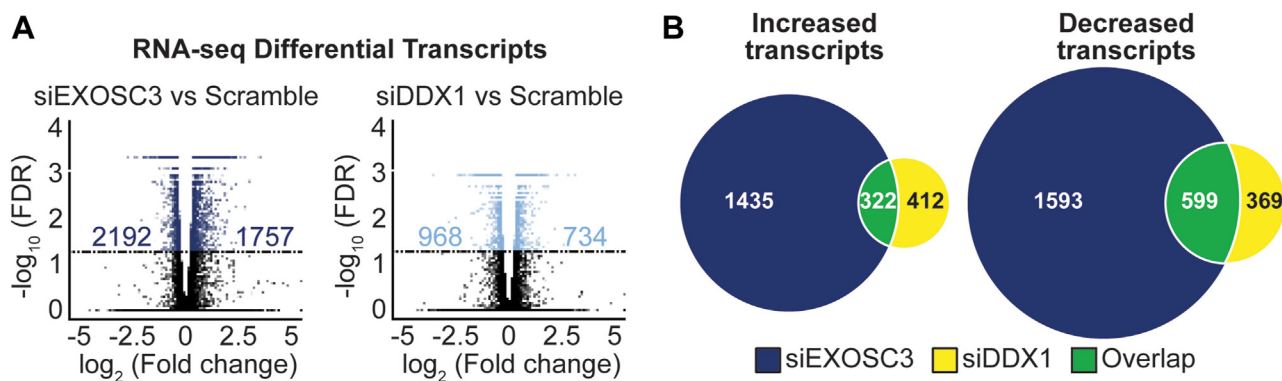 A
RNA-seq Differential Transcripts
siEXOSC3 vs Scramble
4
3
2
1
0
-log10 (FDR)
2192
1757
-5
-2.5
0
2.5
5
log2 (Fold change)
siDDX1 vs Scramble
4
3
2
1
0
-log10 (FDR)
968
734
-5
-2.5
0
2.5
5
log2 (Fold change)
B
Increased
transcripts
1435
322
412
Decreased
transcripts
1593
599
369
siEXOSC3
siDDX1
Overlap